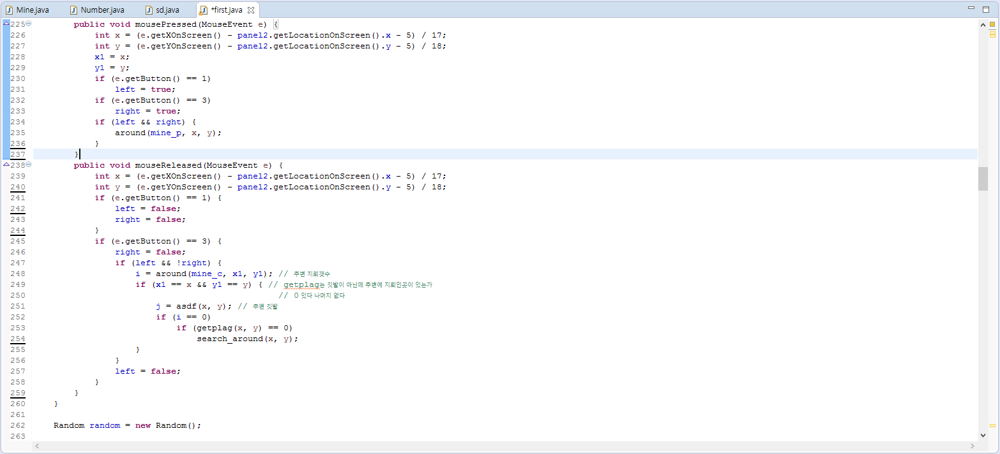 Mine.java Number.java sd.java *first.java
225 public void mousePressed(MouseEvent e) {
226 int x = (e.getXOnScreen() - panel2.getLocationOnScreen().x - 5) / 17;
227 int y = (e.getYOnScreen() - panel2.getLocationOnScreen().y - 5) / 18;
228 x1 = x;
229 y1 = y;
230 if (e.getButton() == 1)
231 left = true;
232 if (e.getButton() == 3)
233 right = true;
234 if (left && right) {
235 around(mine_p, x, y);
236 }
237 }
238 public void mouseReleased(MouseEvent e) {
239 int x = (e.getXOnScreen() - panel2.getLocationOnScreen().x - 5) / 17;
240 int y = (e.getYOnScreen() - panel2.getLocationOnScreen().y - 5) / 18;
241 if (e.getButton() == 1) {
242 left = false;
243 right = false;
244 }
245 if (e.getButton() == 3) {
246 right = false;
247 if (left && !right) {
248 i = around(mine_c, x1, y1); // 주변 지뢰갯수
249 if (x1 == x && y1 == y) { // getplag는 깃발이 아닌데 주변에 지뢰인곳이 있는가
250 // 0 있다 나머지 없다
251 j = asdf(x, y); // 주변 깃발
252 if (i == 0)
253 if (getplag(x, y) == 0)
254 search_around(x, y);
255 }
256 }
257 left = false;
258 }
259 }
260 }
261
262 Random random = new Random();
263